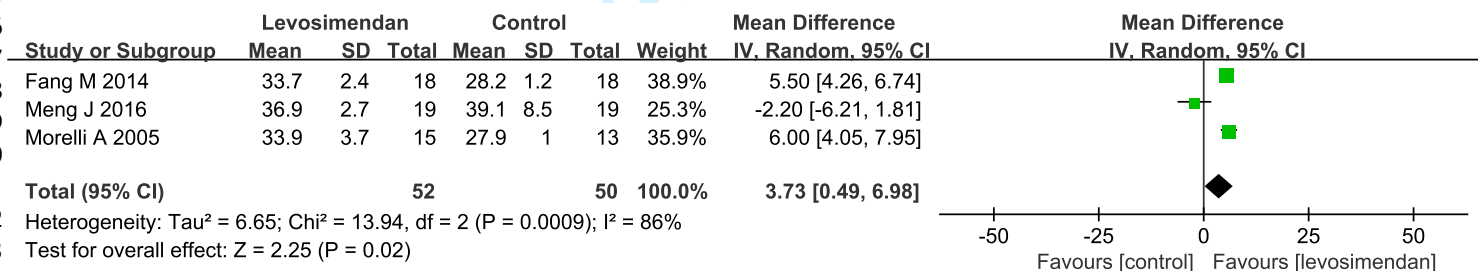 Levosimendan Control Mean Difference Mean Difference
Study or Subgroup Mean SD Total Mean SD Total Weight IV, Random, 95% CI IV, Random, 95% CI
Fang M 2014 33.7 2.4 18 28.2 1.2 18 38.9% 5.50 [4.26, 6.74]
Meng J 2016 36.9 2.7 19 39.1 8.5 19 25.3% -2.20 [-6.21, 1.81]
Morelli A 2005 33.9 3.7 15 27.9 1 13 35.9% 6.00 [4.05, 7.95]
Total (95% CI) 52 50 100.0% 3.73 [0.49, 6.98]
Heterogeneity: Tau² = 6.65; Chi² = 13.94, df = 2 (P = 0.0009); I² = 86%
Test for overall effect: Z = 2.25 (P = 0.02)
-50 -25 0 25 50
Favours [control] Favours [levosimendan]